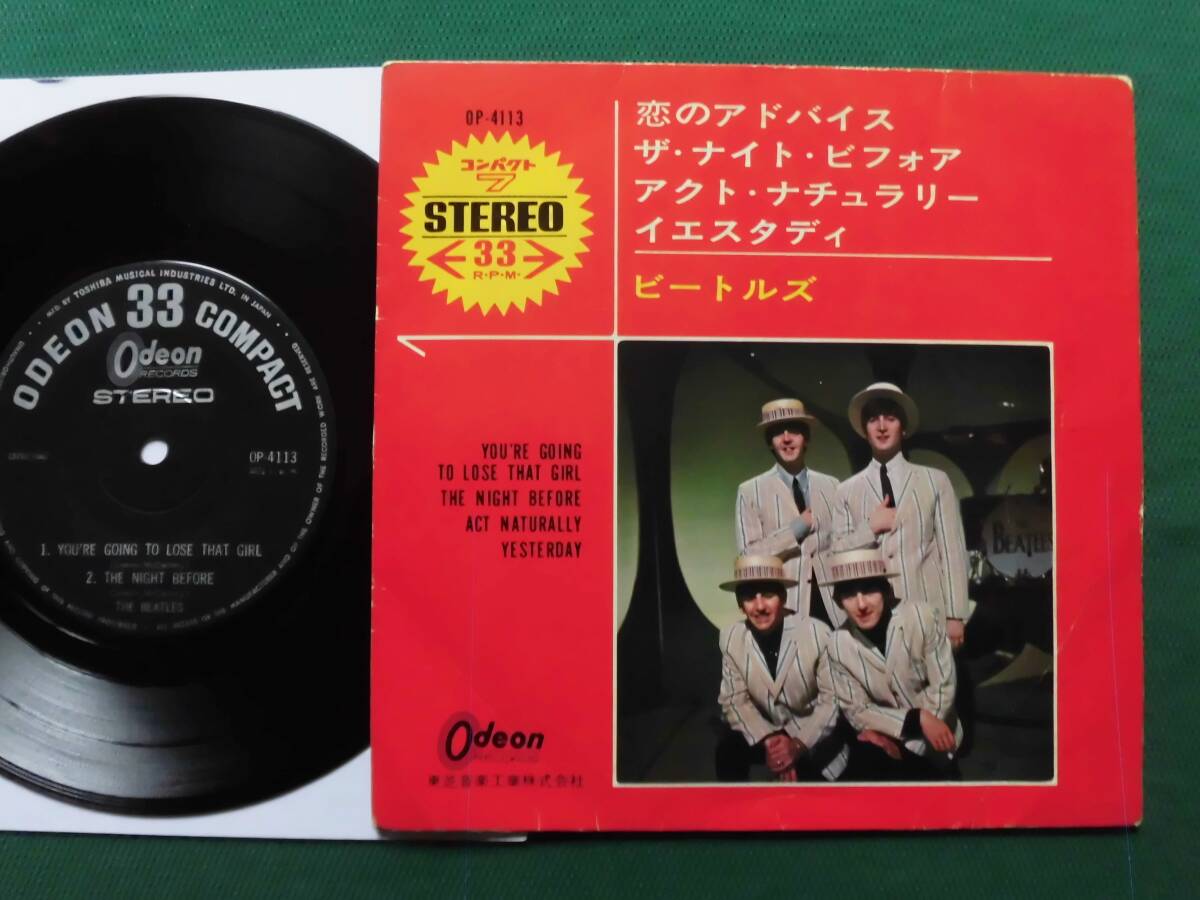 MFD. BY TOSHIBA MUSICAL INDUSTRIES LTD. IN JAPAN
ODEON 33 COMPACT
Odeon
RECORDS
STEREO
OP-4113
1. YOU'RE GOING TO LOSE THAT GIRL
2. THE NIGHT BEFORE
THE BEATLES
OP-4113
コンパクト
7
STEREO
33
R・P・M・
恋のアドバイス
ザ・ナイト・ビフォア
アクト・ナチュラリー
イエスタディ
ビートルズ
YOU'RE GOING
TO LOSE THAT GIRL
THE NIGHT BEFORE
ACT NATURALLY
YESTERDAY
BEATLES
Odeon
RECORDS
東芝音楽工業株式会社